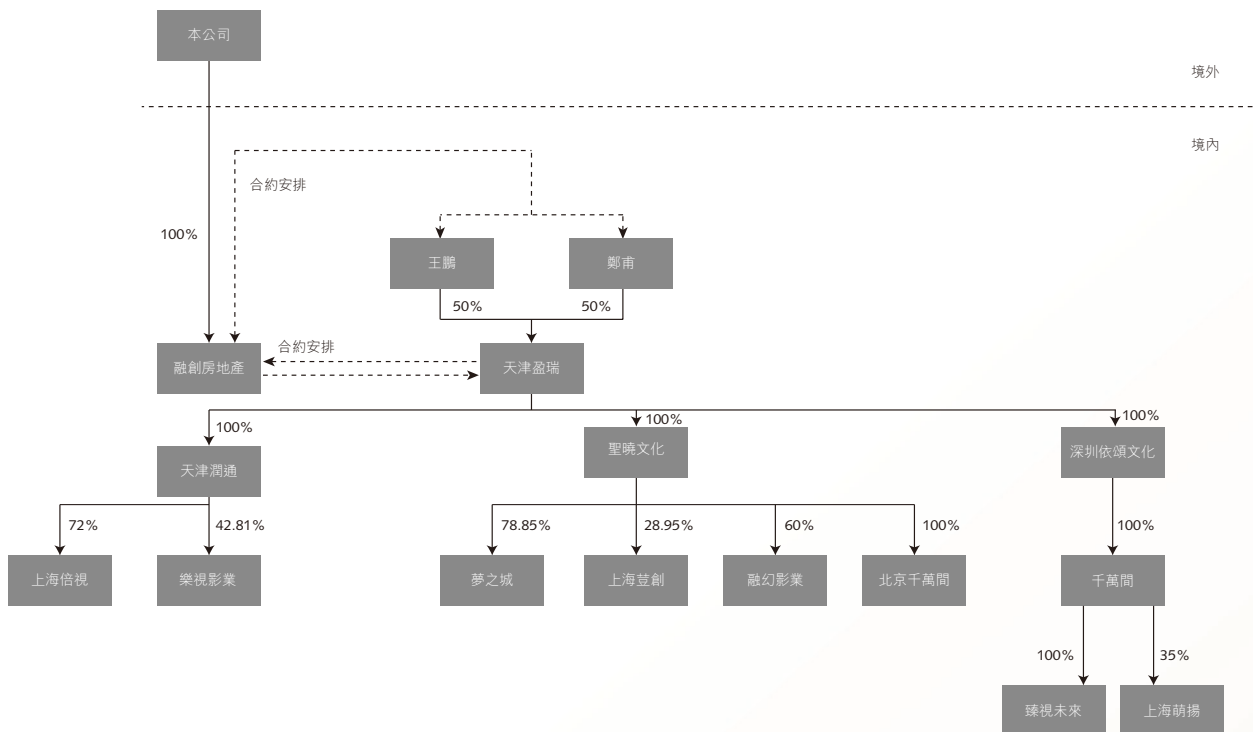 本公司
境外
境內
合約安排
100%
王鵬
鄭甫
50%
50%
合約安排
融創房地產
天津盈瑞
100%
100%
100%
天津潤通
聖曉文化
深圳依頌文化
72%
42.81%
78.85%
28.95%
60%
100%
100%
上海倍視
樂視影業
夢之城
上海荳創
融幻影業
北京千萬間
千萬間
100%
35%
臻視未來
上海萌揚